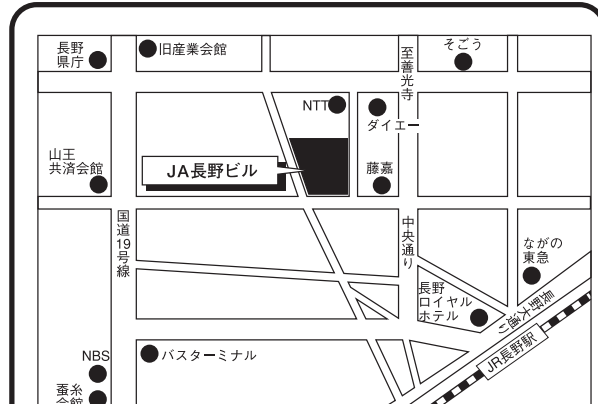 長野
県庁
旧産業会館
至善光寺
そごう
NTT
ダイエー
山王
共済会館
JA長野ビル
藤嘉
国道19号線
中央通り
ながの
東急
長野
ロイヤル
ホテル
長野大通り
JR長野駅
NBS
バスターミナル
蚕糸
会館